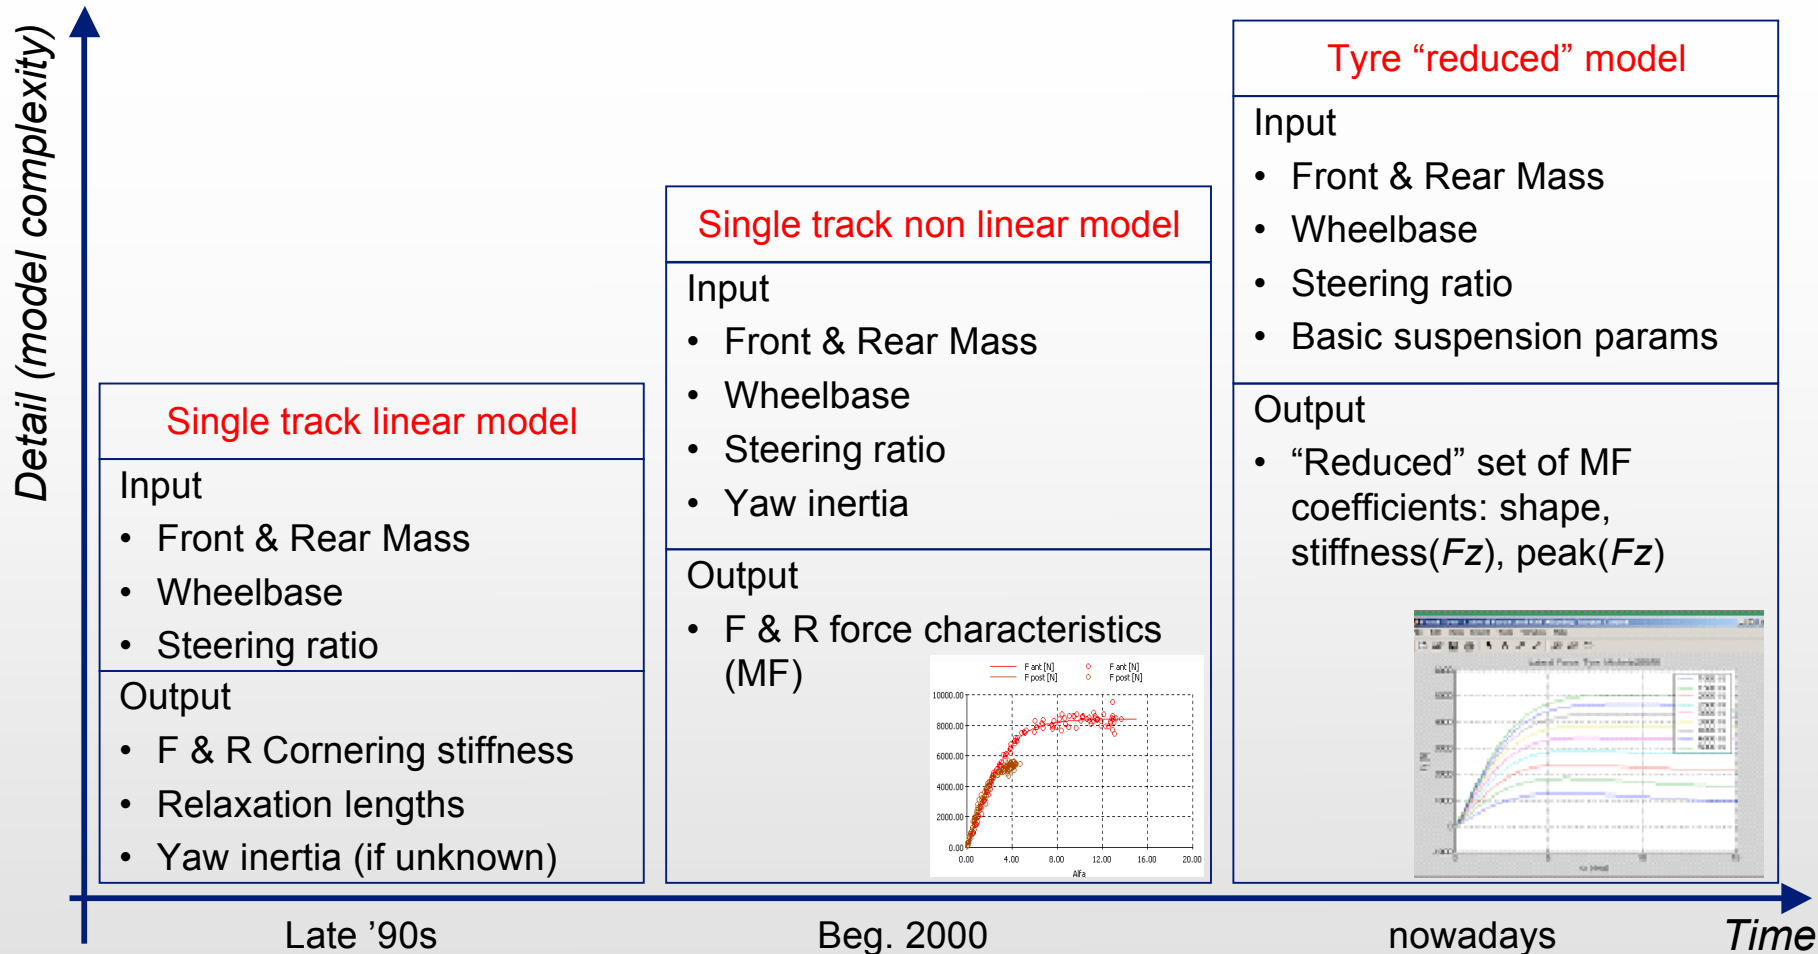 Detail (model complexity)
Single track linear model
Input
• Front & Rear Mass
• Wheelbase
• Steering ratio
Output
• F & R Cornering stiffness
• Relaxation lengths
• Yaw inertia (if unknown)
Single track non linear model
Input
• Front & Rear Mass
• Wheelbase
• Steering ratio
• Yaw inertia
Output
• F & R force characteristics
(MF)
F ant [N] F ant [N]
F post [N] F post [N]
10000.00
8000.00
6000.00
4000.00
2000.00
0.00
0.00 4.00 8.00 12.00 16.00 20.00
Alfa
Tyre “reduced” model
Input
• Front & Rear Mass
• Wheelbase
• Steering ratio
• Basic suspension params
Output
• “Reduced” set of MF
coefficients: shape,
stiffness(Fz), peak(Fz)
Late ’90s
Beg. 2000
nowadays
Time